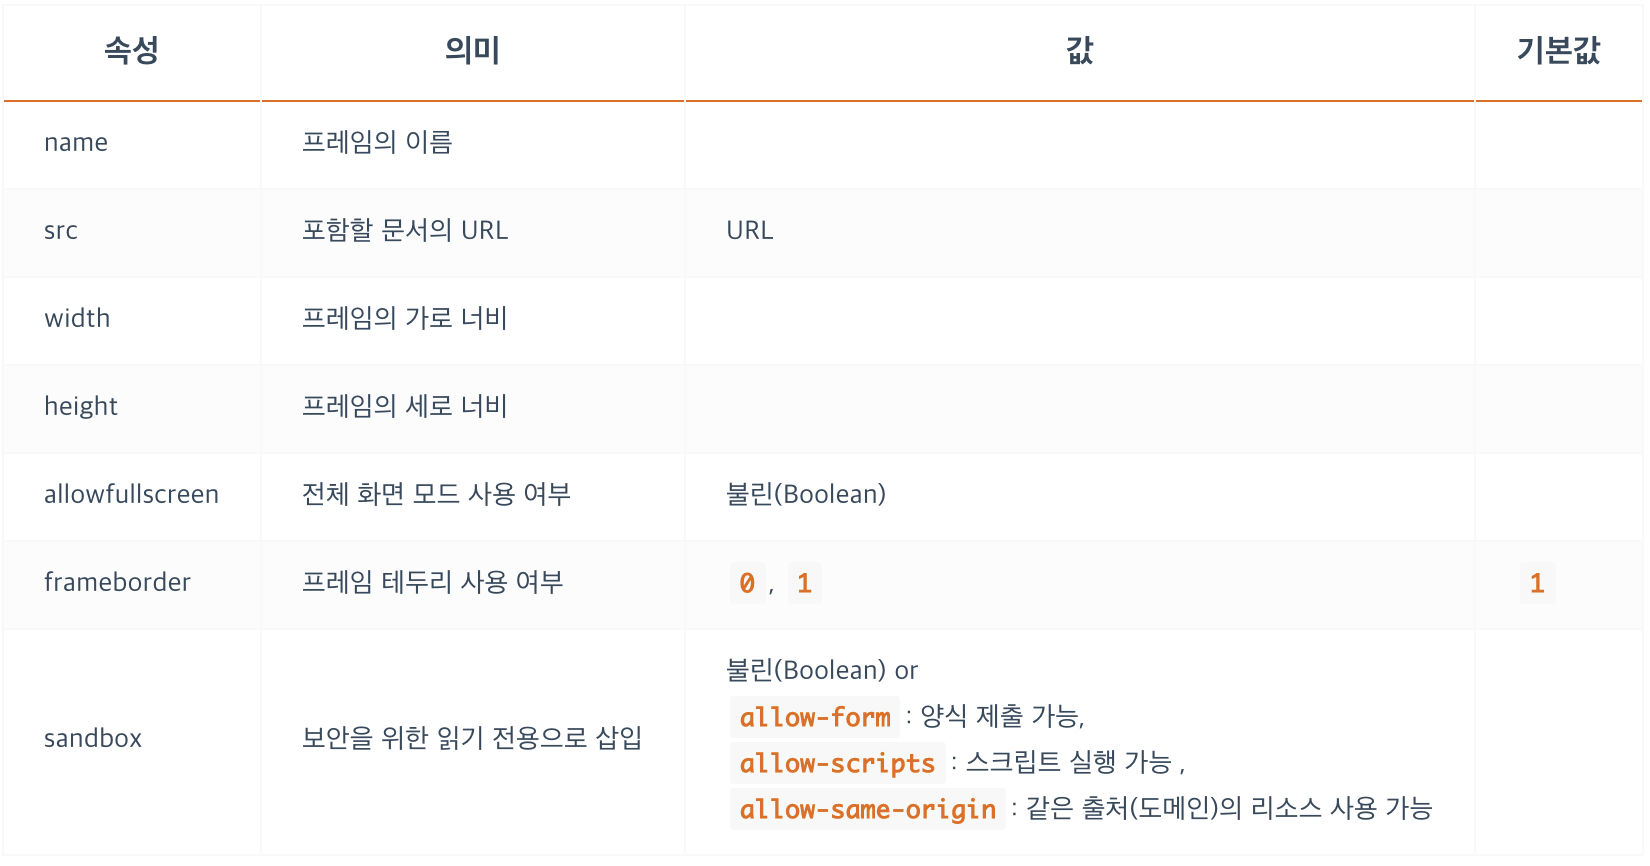 속성 의미 값 기본값
name 프레임의 이름
src 포함할 문서의 URL URL
width 프레임의 가로 너비
height 프레임의 세로 너비
allowfullscreen 전체 화면 모드 사용 여부 불린(Boolean)
frameborder 프레임 테두리 사용 여부 0 , 1 1
불린(Boolean) or
allow-form : 양식 제출 가능,
sandbox 보안을 위한 읽기 전용으로 삽입
allow-scripts : 스크립트 실행 가능 ,
allow-same-origin : 같은 출처(도메인)의 리소스 사용 가능